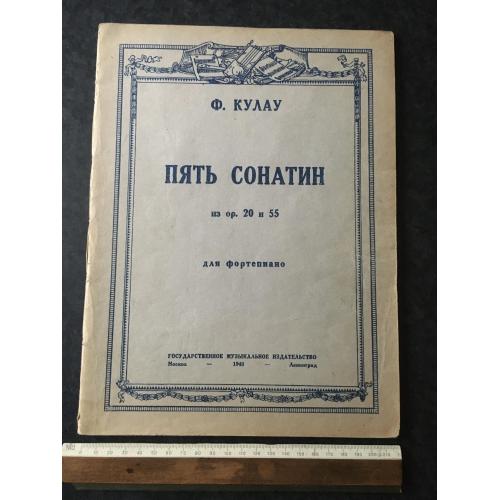 Ф. КУЛАУ
ПЯТЬ СОНАТИН
из ор. 20 и 55
для фортепиано
ГОСУДАРСТВЕННОЕ МУЗЫКАЛЬНОЕ ИЗДАТЕЛЬСТВО
Москва — — Ленинград